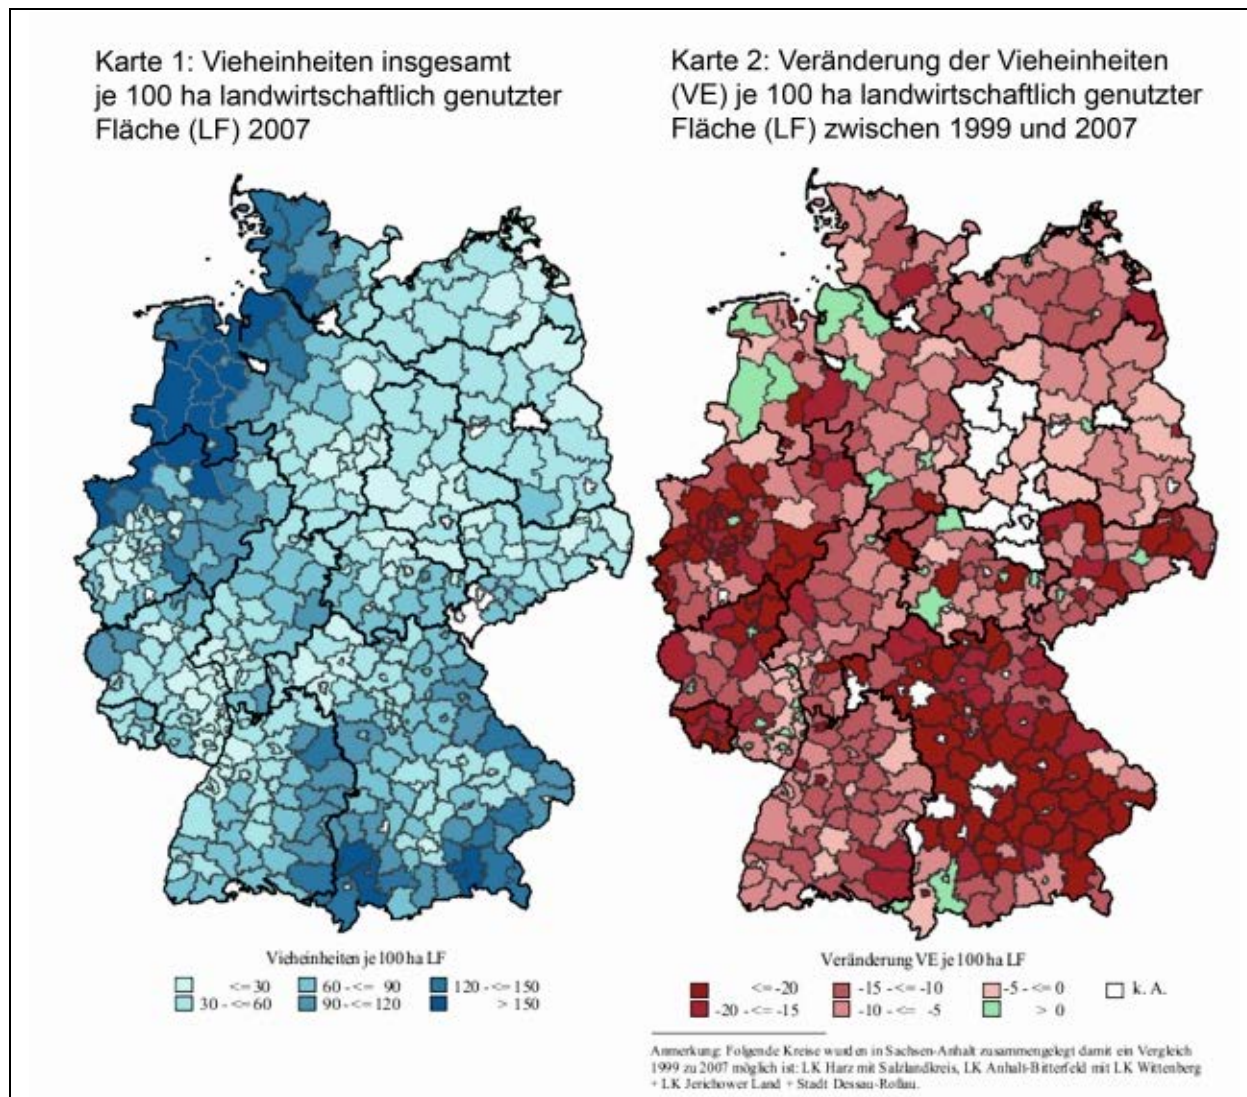 Karte 1: Vieheinheiten insgesamt
je 100 ha landwirtschaftlich genutzter
Fläche (LF) 2007
Karte 2: Veränderung der Vieheinheiten
(VE) je 100 ha landwirtschaftlich genutzter
Fläche (LF) zwischen 1999 und 2007
Vieheinheiten je 100 ha LF
<= 30
60 - <= 90
120 - <= 150
30 - <= 60
90 - <= 120
> 150
Veränderung VE je 100 ha LF
<= -20
-15 - <= -10
-5 - <= 0
k. A.
-20 - <= -15
-10 - <= -5
> 0
Anmerkung: Folgende Kreise wurden in Sachsen-Anhalt zusammengelegt damit ein Vergleich
1999 zu 2007 möglich ist: LK Harz mit Salzlandkreis, LK Anhalt-Bitterfeld mit LK Wittenberg
+ LK Jerichower Land + Stadt Dessau-Roßlau.